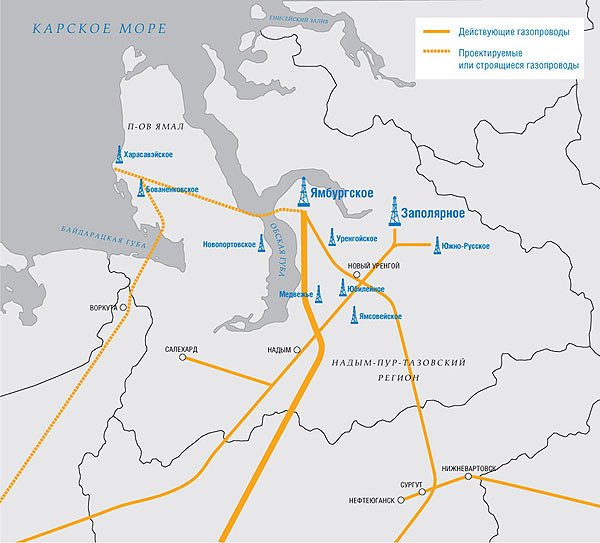 ЕНИСЕЙСКИЙ ЗАЛИВ
КАРСКОЕ МОРЕ
Действующие газопроводы
Проектируемые
или строящиеся газопроводы
П-ОВ ЯМАЛ
Харасавэйское
Бованенковское
Ямбургское
Заполярное
БАЙДАРАЦКАЯ ГУБА
Новопортовское
ОБСКАЯ ГУБА
Уренгойское
Южно-Русское
НОВЫЙ УРЕНГОЙ
Медвежье
Юбилейное
ВОРКУТА
Ямсовейское
САЛЕХАРД
НАДЫМ
НАДЫМ-ПУР-ТАЗОВСКИЙ
РЕГИОН
НИЖНЕВАРТОВСК
СУРГУТ
НЕФТЕЮГАНСК